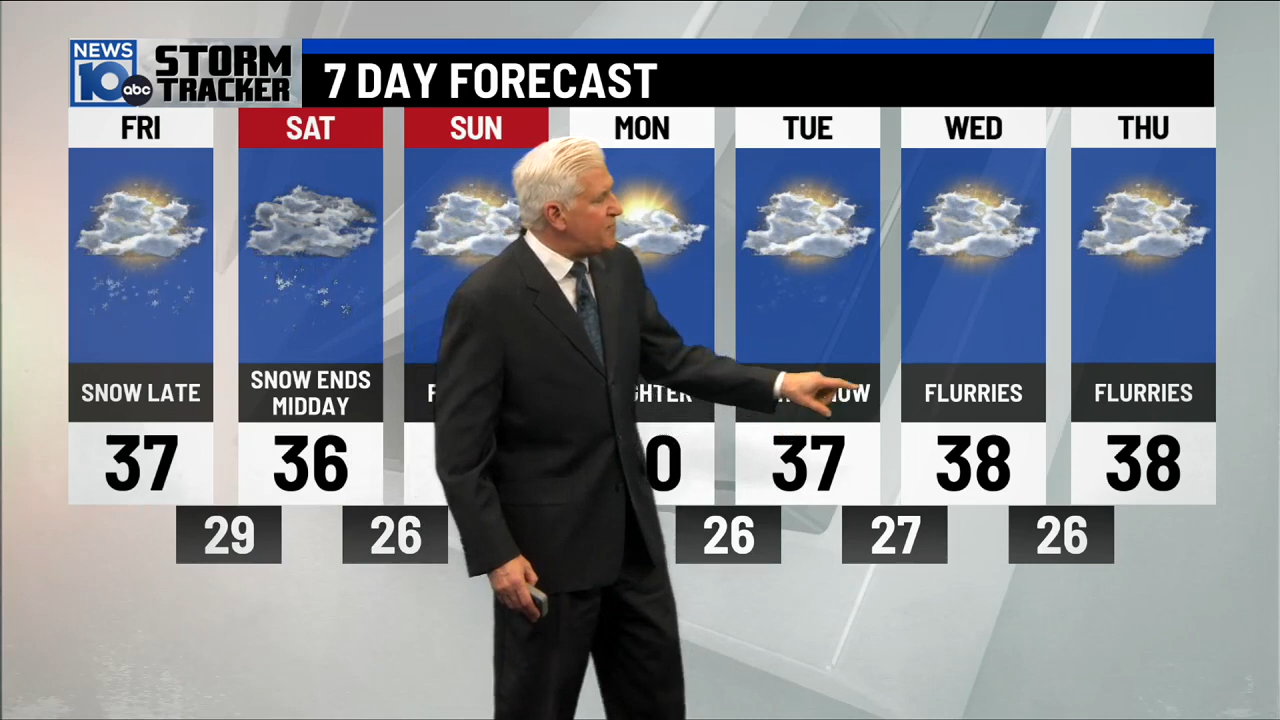 NEWS
10
abc
STORM
TRACKER
7 DAY FORECAST
FRI
SAT
SUN
MON
TUE
WED
THU
SNOW LATE
SNOW ENDS
MIDDAY
FLURRIES
FLURRIES
37
36
37
38
38
29
26
26
27
26